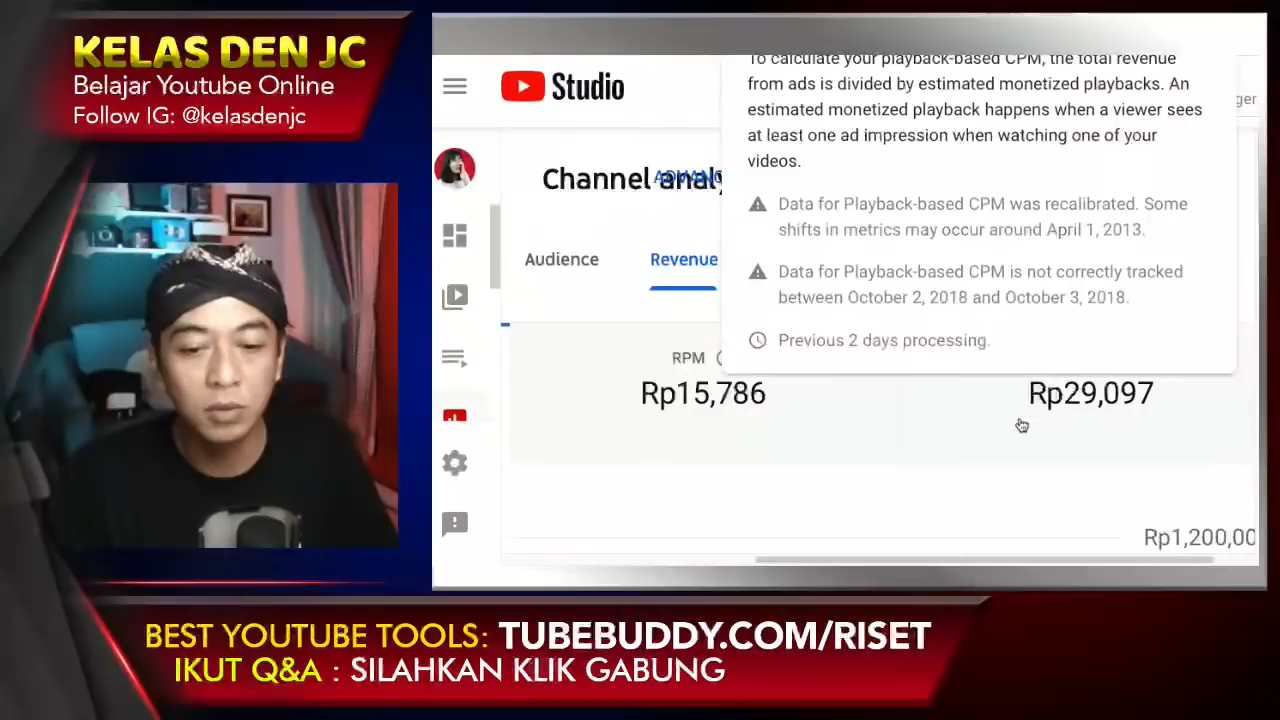 KELAS DEN JC
Belajar Youtube Online
Follow IG: @kelasdenjc
Studio
To calculate your playback-based CPM, the total revenue
from ads is divided by estimated monetized playbacks. An
estimated monetized playback happens when a viewer sees
at least one ad impression when watching one of your
videos.
Data for Playback-based CPM was recalibrated. Some
shifts in metrics may occur around April 1, 2013.
Data for Playback-based CPM is not correctly tracked
between October 2, 2018 and October 3, 2018.
Previous 2 days processing.
Channel
Audience
Revenue
RPM
Rp15,786
Rp29,097
Rp1,200,00
BEST YOUTUBE TOOLS: TUBEBUDDY.COM/RISET
IKUT Q&A : SILAHKAN KLIK GABUNG